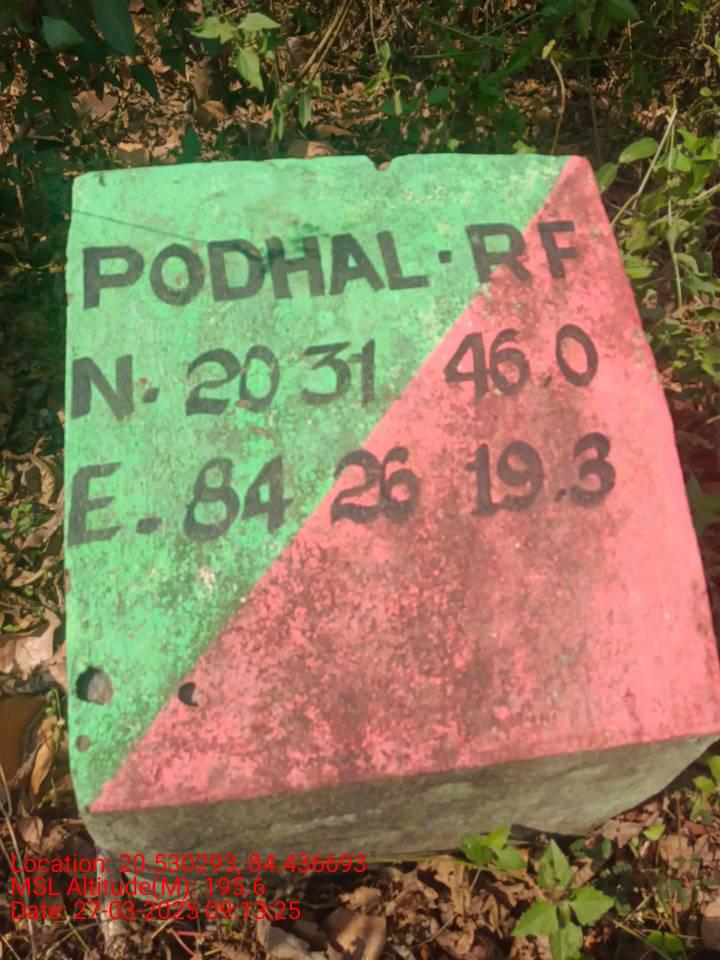 PODHAL·RF
N. 20 31 46.0
E. 84 26 19.3
Location: 20.530293. 84.436693
MSL Altitude(M): 195.6
Date: 27-03-2025 09:13:25